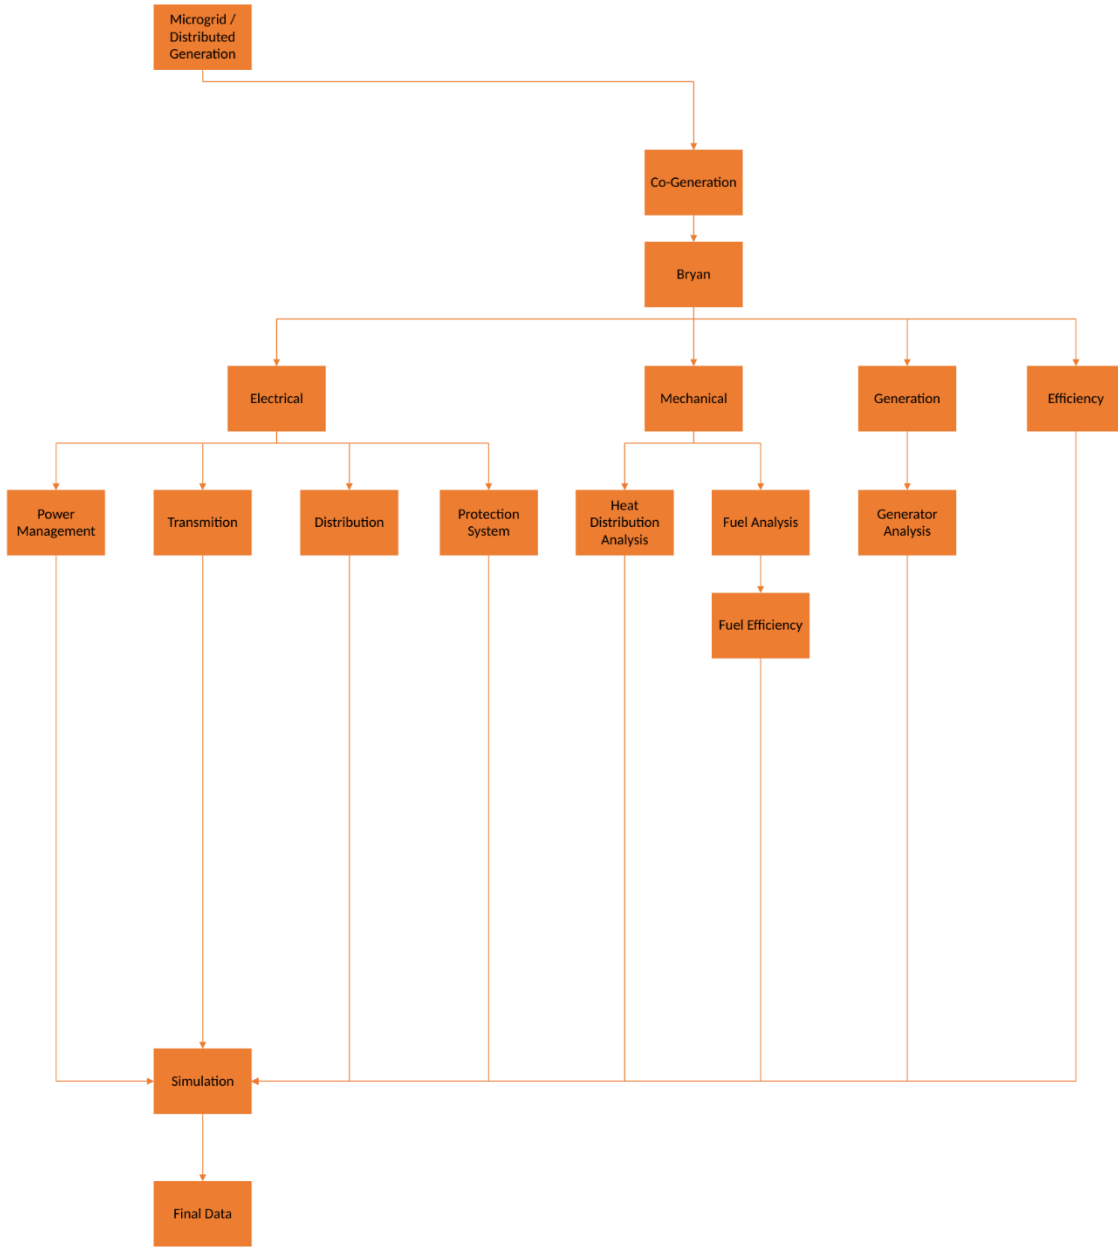 Microgrid /
Distributed
Generation
Co-Generation
Bryan
Electrical
Mechanical
Generation
Efficiency
Power
Management
Transmition
Distribution
Protection
System
Heat
Distribution
Analysis
Fuel Analysis
Generator
Analysis
Fuel Efficiency
Simulation
Final Data